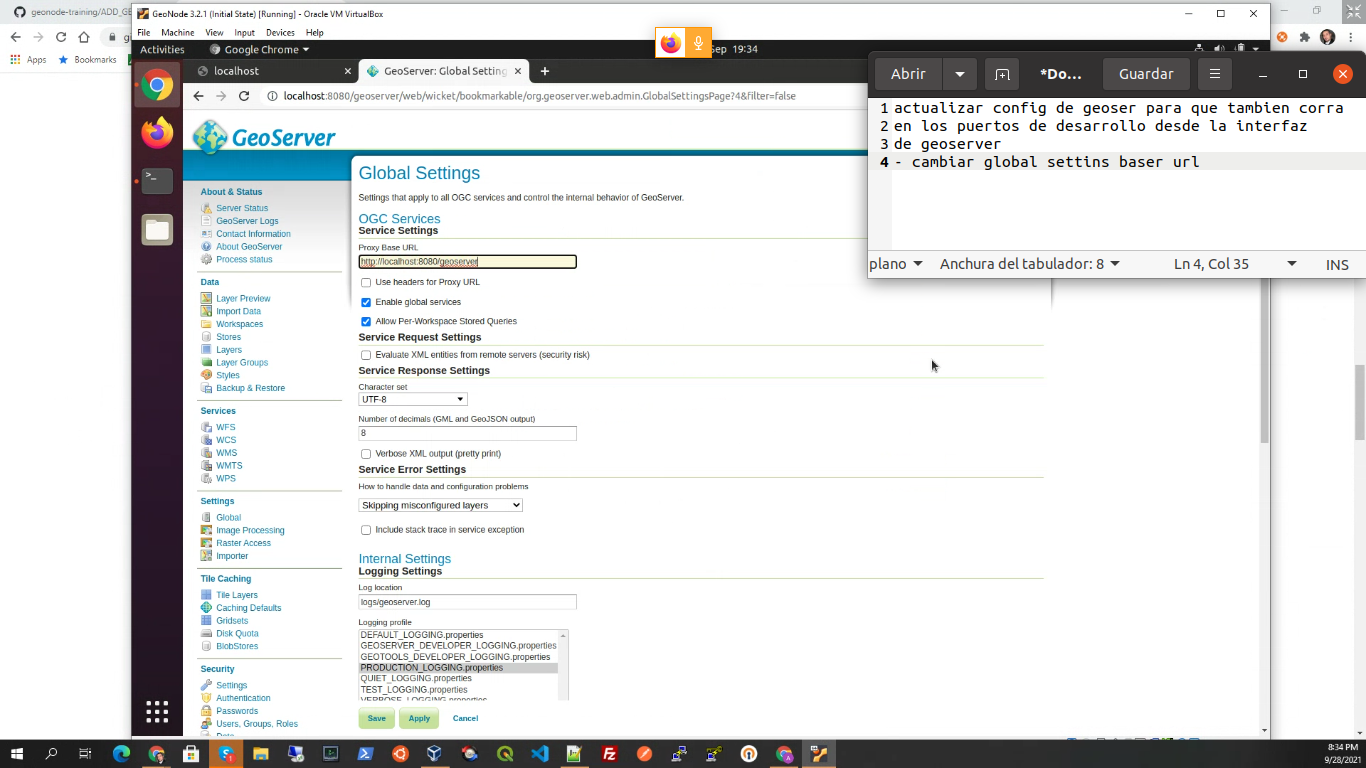 geonode-training/ADD_GE
GeoNode 3.2.1 (Initial State) [Running] - Oracle VM VirtualBox
File Machine View Input Devices Help
Activities Google Chrome Sep 19:34
Apps Bookmarks
localhost
GeoServer: Global Setting
localhost:8080/geoserver/web/wicket/bookmarkable/org.geoserver.web.admin.GlobalSettingsPage?4&filter=false
Abrir *Do... Guardar
1 actualizar config de geoser para que tambien corra
2 en los puertos de desarrollo desde la interfaz
3 de geoserver
4 - cambiar global settins baser url
plano Anchura del tabulador: 8 Ln 4, Col 35 INS
GeoServer
About & Status
Server Status
GeoServer Logs
Contact Information
About GeoServer
Process status
Data
Layer Preview
Import Data
Workspaces
Stores
Layers
Layer Groups
Styles
Backup & Restore
Services
WFS
WCS
WMS
WMTS
WPS
Settings
Global
Image Processing
Raster Access
Importer
Tile Caching
Tile Layers
Caching Defaults
Gridsets
Disk Quota
BlobStores
Security
Settings
Authentication
Passwords
Users, Groups, Roles
Global Settings
Settings that apply to all OGC services and control the internal behavior of GeoServer.
OGC Services
Service Settings
Proxy Base URL
http://localhost:8080/geoserver
Use headers for Proxy URL
Enable global services
Allow Per-Workspace Stored Queries
Service Request Settings
Evaluate XML entities from remote servers (security risk)
Service Response Settings
Character set
UTF-8
Number of decimals (GML and GeoJSON output)
8
Verbose XML output (pretty print)
Service Error Settings
How to handle data and configuration problems
Skipping misconfigured layers
Include stack trace in service exception
Internal Settings
Logging Settings
Log location
logs/geoserver.log
Logging profile
DEFAULT_LOGGING.properties
GEOSERVER_DEVELOPER_LOGGING.properties
GEOTOOLS_DEVELOPER_LOGGING.properties
PRODUCTION_LOGGING.properties
QUIET_LOGGING.properties
TEST_LOGGING.properties
VERBOSE_LOGGING.properties
Save Apply Cancel
8:34 PM
9/28/2021